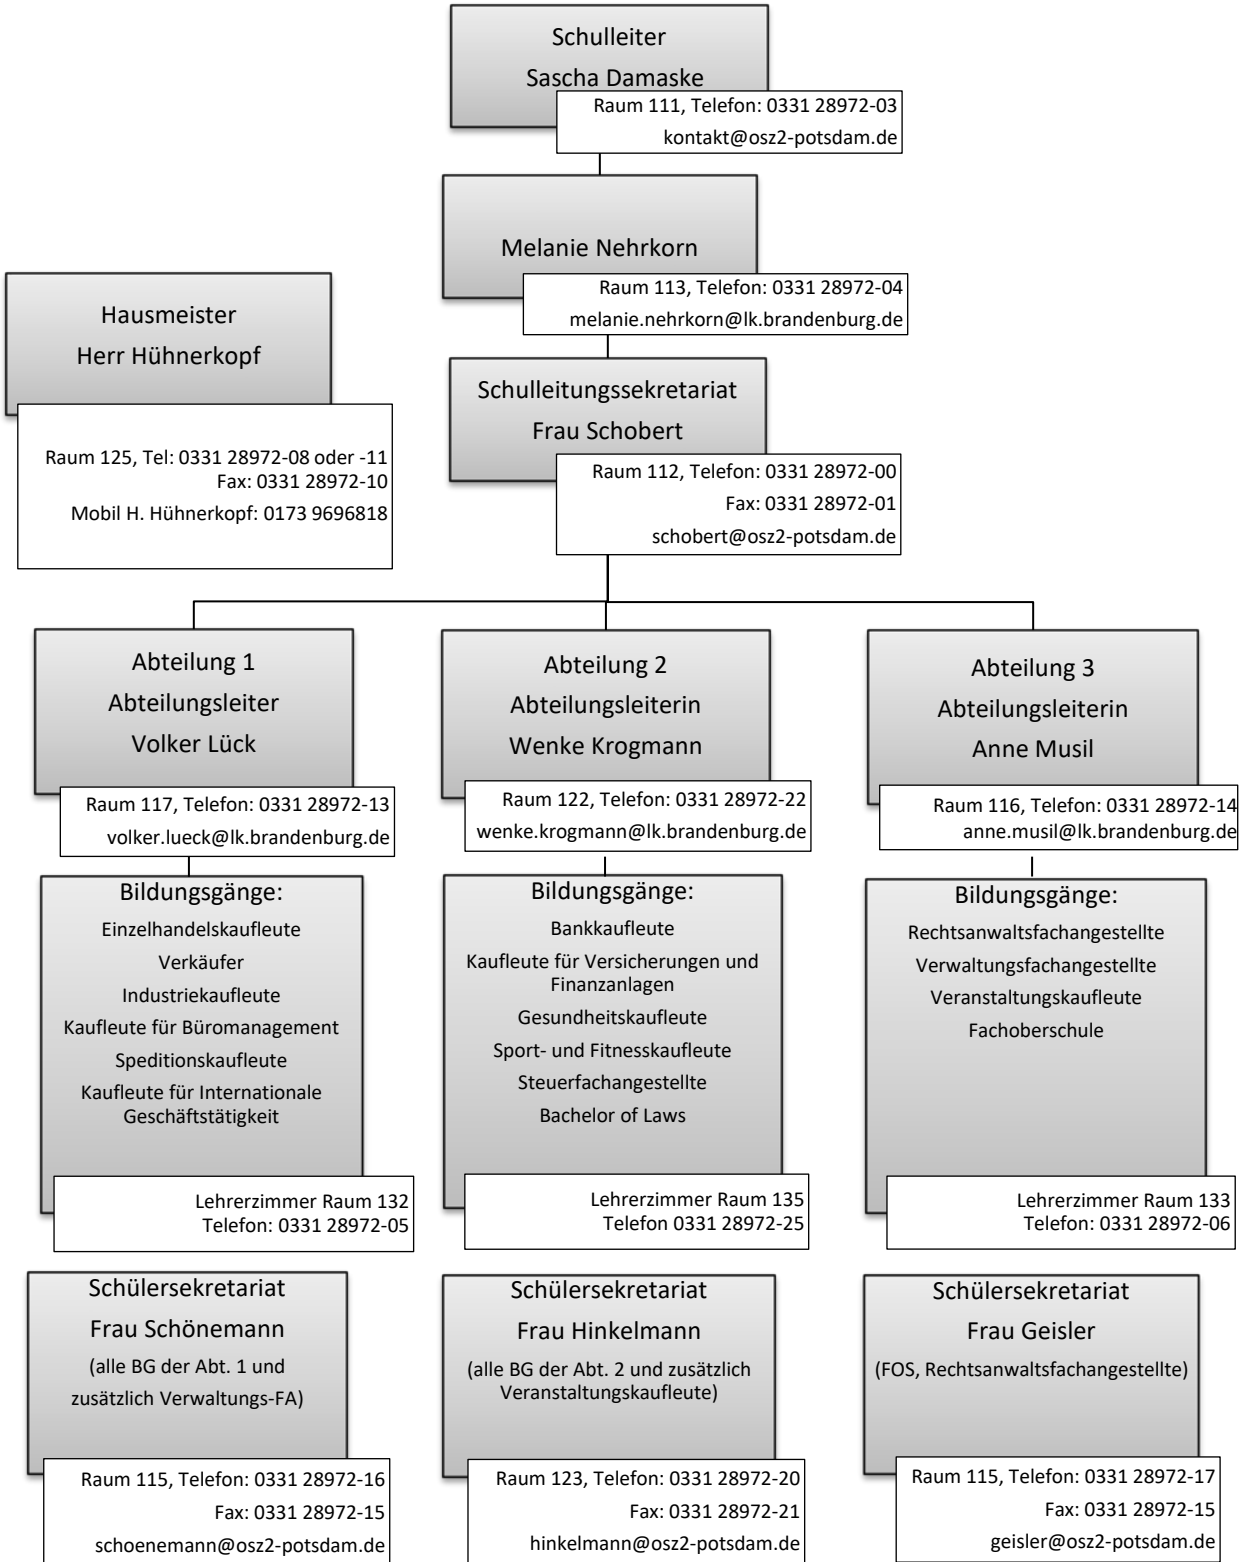 Schulleiter
Sascha Damaske
Raum 111, Telefon: 0331 28972-03
kontakt@osz2-potsdam.de
Melanie Nehrkorn
Raum 113, Telefon: 0331 28972-04
melanie.nehrkorn@lk.brandenburg.de
Hausmeister
Herr Hühnerkopf
Raum 125, Tel: 0331 28972-08 oder -11
Fax: 0331 28972-10
Mobil H. Hühnerkopf: 0173 9696818
Schulleitungssekretariat
Frau Schobert
Raum 112, Telefon: 0331 28972-00
Fax: 0331 28972-01
schobert@osz2-potsdam.de
Abteilung 1
Abteilungsleiter
Volker Lück
Raum 117, Telefon: 0331 28972-13
volker.lueck@lk.brandenburg.de
Abteilung 2
Abteilungsleiterin
Wenke Krogmann
Raum 122, Telefon: 0331 28972-22
wenke.krogmann@lk.brandenburg.de
Abteilung 3
Abteilungsleiterin
Anne Musil
Raum 116, Telefon: 0331 28972-14
anne.musil@lk.brandenburg.de
Bildungsgänge:
Einzelhandelskaufleute
Verkäufer
Industriekaufleute
Kaufleute für Büromanagement
Speditionskaufleute
Kaufleute für Internationale
Geschäftstätigkeit
Lehrerzimmer Raum 132
Telefon: 0331 28972-05
Bildungsgänge:
Bankkaufleute
Kaufleute für Versicherungen und
Finanzanlagen
Gesundheitskaufleute
Sport- und Fitnesskaufleute
Steuerfachangestellte
Bachelor of Laws
Lehrerzimmer Raum 135
Telefon 0331 28972-25
Bildungsgänge:
Rechtsanwaltsfachangestellte
Verwaltungsfachangestellte
Veranstaltungskaufleute
Fachoberschule
Lehrerzimmer Raum 133
Telefon: 0331 28972-06
Schülersekretariat
Frau Schönemann
(alle BG der Abt. 1 und
zusätzlich Verwaltungs-FA)
Raum 115, Telefon: 0331 28972-16
Fax: 0331 28972-15
schoenemann@osz2-potsdam.de
Schülersekretariat
Frau Hinkelmann
(alle BG der Abt. 2 und zusätzlich
Veranstaltungskaufleute)
Raum 123, Telefon: 0331 28972-20
Fax: 0331 28972-21
hinkelmann@osz2-potsdam.de
Schülersekretariat
Frau Geisler
(FOS, Rechtsanwaltsfachangestellte)
Raum 115, Telefon: 0331 28972-17
Fax: 0331 28972-15
geisler@osz2-potsdam.de